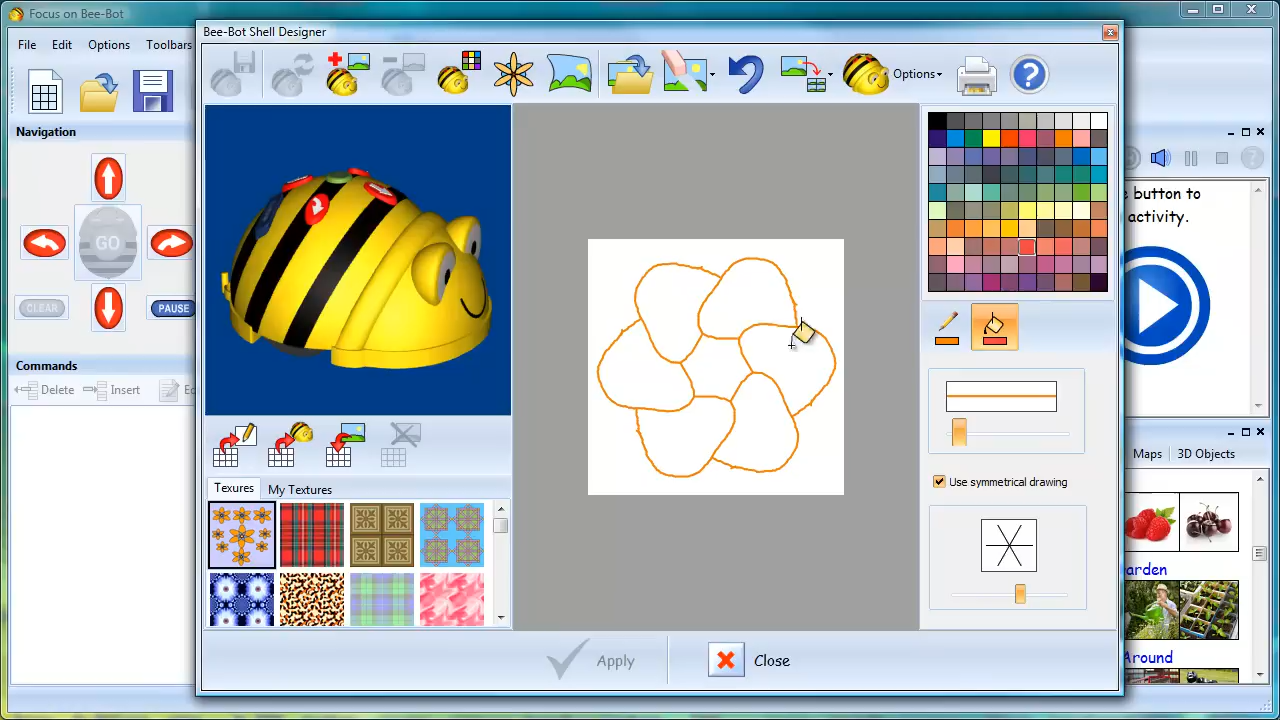 Focus on Bee-Bot
File Edit Options Toolbars
Bee-Bot Shell Designer
Options
Navigation
GO
CLEAR
PAUSE
Commands
Delete Insert
Texures My Textures
Use symmetrical drawing
Apply
Close
button to
activity.
Maps 3D Objects
arden
Around